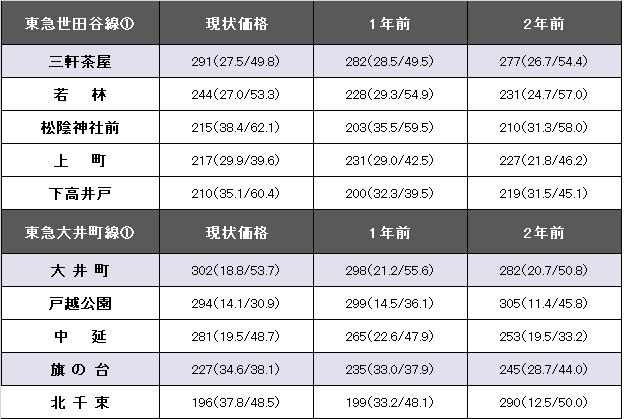 東急世田谷線① 現状価格 1年前 2年前
三軒茶屋 291(27.5/49.8) 282(28.5/49.5) 277(26.7/54.4)
若 林 244(27.0/53.3) 228(29.3/54.9) 231(24.7/57.0)
松陰神社前 215(38.4/62.1) 203(35.5/59.5) 210(31.3/58.0)
上 町 217(29.9/39.6) 231(29.0/42.5) 227(21.8/46.2)
下高井戸 210(35.1/60.4) 200(32.3/39.5) 219(31.5/45.1)
東急大井町線① 現状価格 1年前 2年前
大 井 町 302(18.8/53.7) 298(21.2/55.6) 282(20.7/50.8)
戸越公園 294(14.1/30.9) 299(14.5/36.1) 305(11.4/45.8)
中 延 281(19.5/48.7) 265(22.6/47.9) 253(19.5/33.2)
旗 の 台 227(34.6/38.1) 235(33.0/37.9) 245(28.7/44.0)
北 千 束 196(37.8/48.5) 199(33.2/48.1) 290(12.5/50.0)